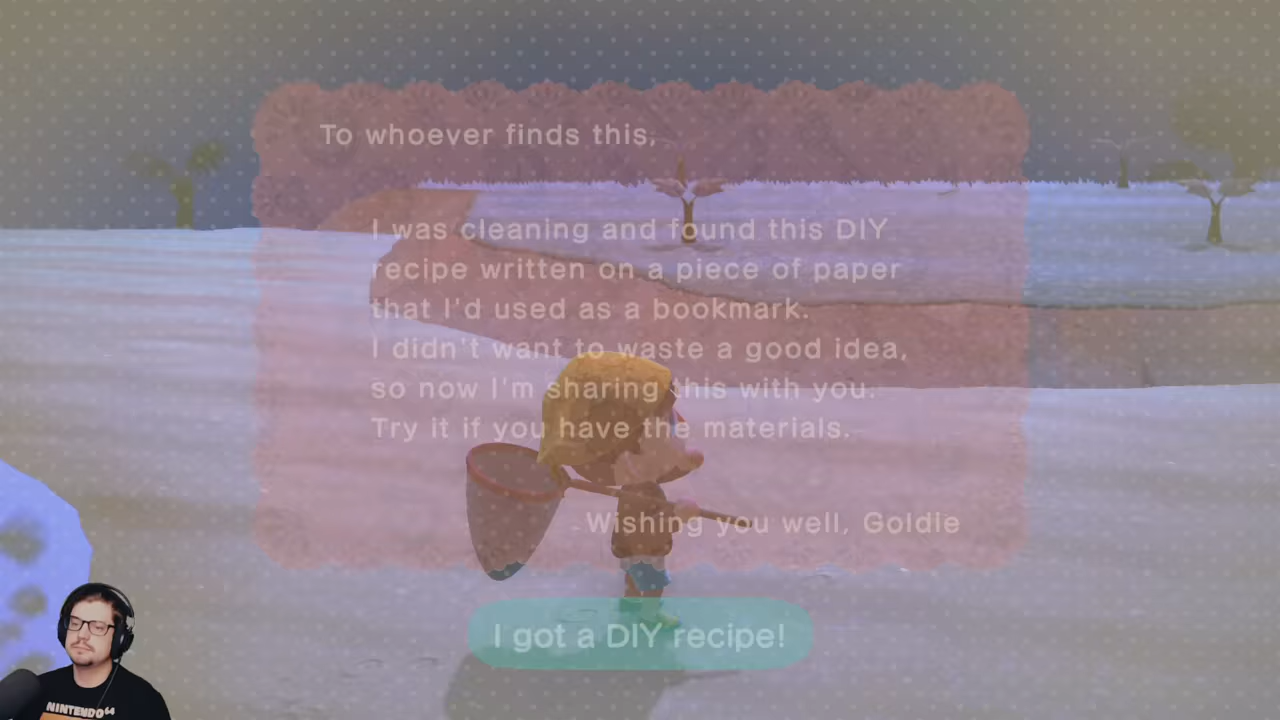 To whoever finds this,
I was cleaning and found this DIY
recipe written on a piece of paper
that I'd used as a bookmark.
I didn't want to waste a good idea,
so now I'm sharing this with you.
Try it if you have the materials.
Wishing you well, Goldie
I got a DIY recipe!
NINTENDO64